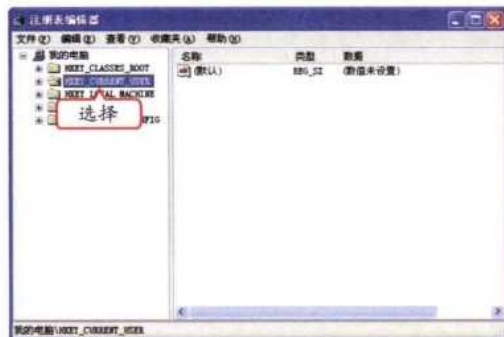 注册表编辑器
文件(F) 编辑(E) 查看(V) 收藏夹(A) 帮助(H)
我的电脑
HKEY_CLASSES_ROOT
HKEY_CURRENT_USER
HKEY_LOCAL_MACHINE
选择
名称 类型 数据
(默认) REG_SZ (数值未设置)
我的电脑\HKEY_CURRENT_USER